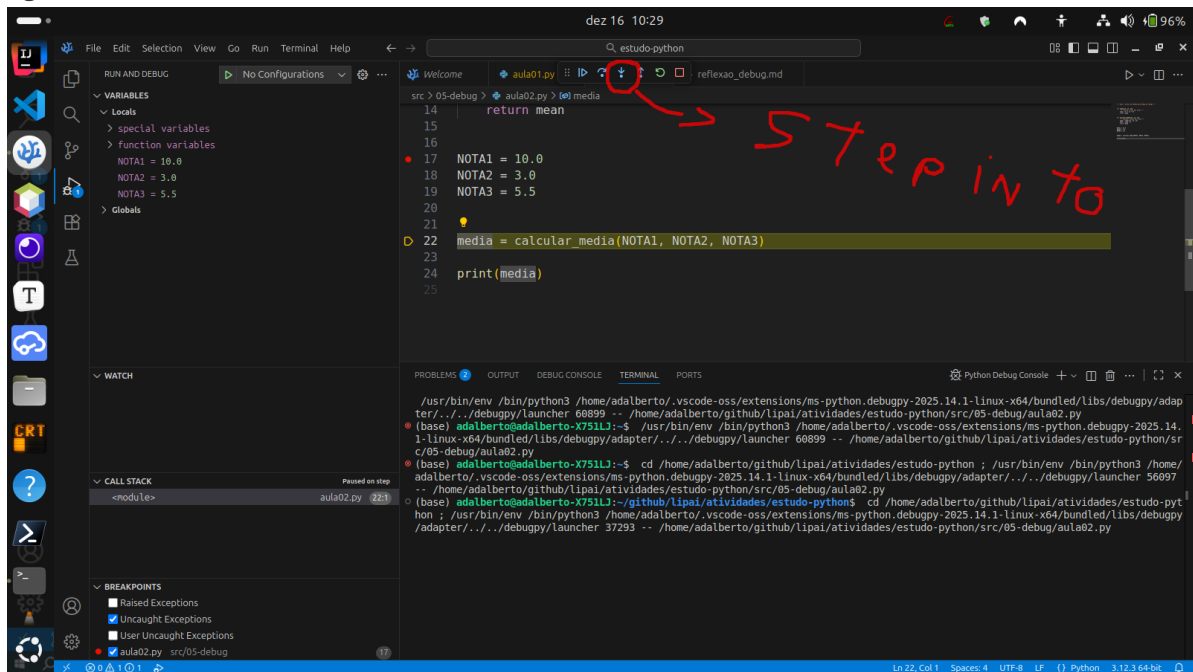 dez 16 10:29
96%
File Edit Selection View Go Run Terminal Help
estudo-python
RUN AND DEBUG
No Configurations
Welcome
aula01.py
reflexao_debug.md
src > 05-debug > aula02.py > media
VARIABLES
Locals
special variables
function variables
NOTA1 = 10.0
NOTA2 = 3.0
NOTA3 = 5.5
Globals
14 return mean
15
16
17 NOTA1 = 10.0
18 NOTA2 = 3.0
19 NOTA3 = 5.5
20
21
22 media = calcular_media(NOTA1, NOTA2, NOTA3)
23
24 print(media)
25
STEP INTO
WATCH
CALL STACK
Paused on step
<module>
aula02.py 22:1
BREAKPOINTS
Raised Exceptions
Uncaught Exceptions
User Uncaught Exceptions
aula02.py src/05-debug 17
PROBLEMS 2 OUTPUT DEBUG CONSOLE TERMINAL PORTS
Python Debug Console
/usr/bin/env /bin/python3 /home/adalberto/.vscode-oss/extensions/ms-python.debugpy-2025.14.1-linux-x64/bundled/libs/debugpy/adap
ter/../../debugpy/launcher 60899 -- /home/adalberto/github/lipai/atividades/estudo-python/src/05-debug/aula02.py
(base) adalberto@adalberto-X751LJ:~$ /usr/bin/env /bin/python3 /home/adalberto/.vscode-oss/extensions/ms-python.debugpy-2025.14.
1-linux-x64/bundled/libs/debugpy/adapter/../../debugpy/launcher 60899 -- /home/adalberto/github/lipai/atividades/estudo-python/sr
c/05-debug/aula02.py
(base) adalberto@adalberto-X751LJ:~$ cd /home/adalberto/github/lipai/atividades/estudo-python ; /usr/bin/env /bin/python3 /home/
adalberto/.vscode-oss/extensions/ms-python.debugpy-2025.14.1-linux-x64/bundled/libs/debugpy/adapter/../../debugpy/launcher 56097
-- /home/adalberto/github/lipai/atividades/estudo-python/src/05-debug/aula02.py
(base) adalberto@adalberto-X751LJ:~/github/lipai/atividades/estudo-python$ cd /home/adalberto/github/lipai/atividades/estudo-pyt
hon ; /usr/bin/env /bin/python3 /home/adalberto/.vscode-oss/extensions/ms-python.debugpy-2025.14.1-linux-x64/bundled/libs/debugpy
/adapter/../../debugpy/launcher 37293 -- /home/adalberto/github/lipai/atividades/estudo-python/src/05-debug/aula02.py
IJ
T
CRT
0 1 1
Ln 22, Col 1 Spaces: 4 UTF-8 LF {} Python 3.12.3 64-bit